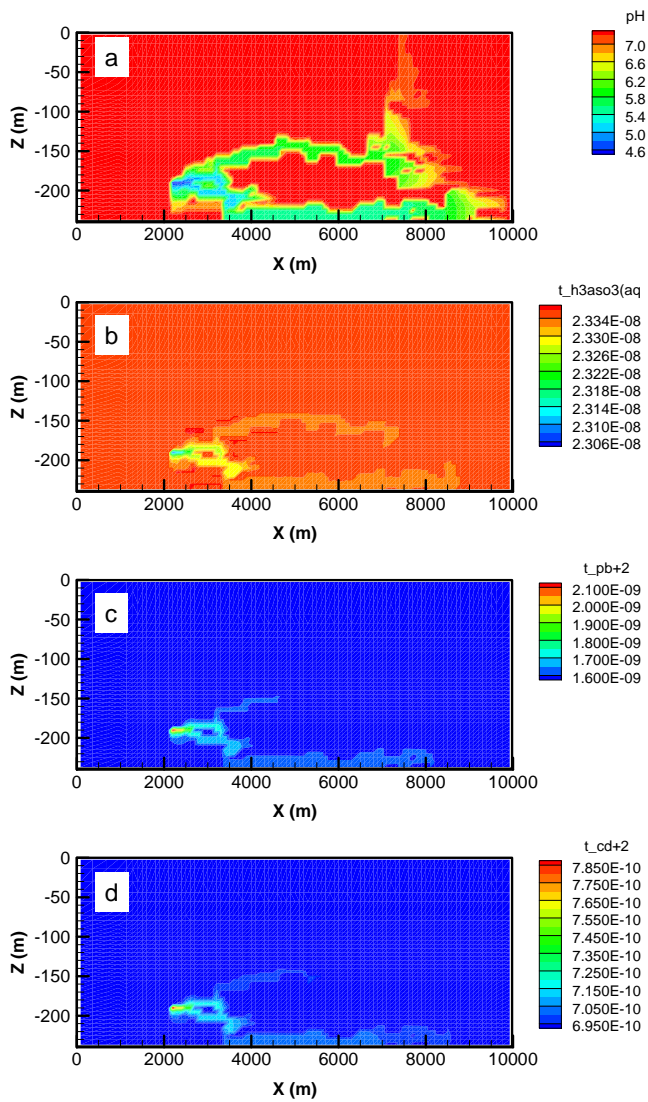 pH
a
7.0
6.6
6.2
5.8
5.4
5.0
4.6
Z (m)
0
-50
-100
-150
-200
0 2000 4000 6000 8000 10000
X (m)
t_h3aso3(aq
b
2.334E-08
2.330E-08
2.326E-08
2.322E-08
2.318E-08
2.314E-08
2.310E-08
2.306E-08
Z (m)
0
-50
-100
-150
-200
0 2000 4000 6000 8000 10000
X (m)
t_pb+2
c
2.100E-09
2.000E-09
1.900E-09
1.800E-09
1.700E-09
1.600E-09
Z (m)
0
-50
-100
-150
-200
0 2000 4000 6000 8000 10000
X (m)
t_cd+2
d
7.850E-10
7.750E-10
7.650E-10
7.550E-10
7.450E-10
7.350E-10
7.250E-10
7.150E-10
7.050E-10
6.950E-10
Z (m)
0
-50
-100
-150
-200
0 2000 4000 6000 8000 10000
X (m)